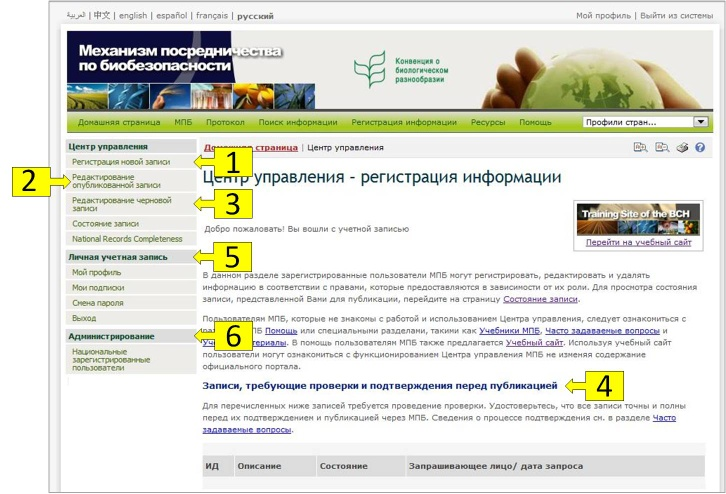 العربية | 中文 | english | español | français | русский
Мой профиль | Выйти из системы
Механизм посредничества
по биобезопасности
Конвенция о
биологическом
разнообразии
Домашняя страница МПБ Протокол Поиск информации Регистрация информации Ресурсы Помощь Профили стран...
Центр управления
Регистрация новой записи
1
2
Редактирование
опубликованной записи
Редактирование черновой
записи
3
Состояние записи
National Records Completeness
Личная учетная запись
5
Мой профиль
Мои подписки
Смена пароля
Выход
Администрирование
6
Национальные
зарегистрированные
пользователи
страница | Центр управления
управления - регистрация информации
Training Site of the BCH
Перейти на учебный сайт
Добро пожаловать! Вы вошли с учетной записью
В данном разделе зарегистрированные пользователи МПБ могут регистрировать, редактировать и удалять
информацию в соответствии с правами, которые предоставляются в зависимости от их роли. Для просмотра состояния
записи, представленной Вами для публикации, перейдите на страницу Состояние записи.
Пользователям МПБ, которые не знакомы с работой и использованием Центра управления, следует ознакомиться с
МПБ Помощь или специальными разделами, такими как Учебники МПБ, Часто задаваемые вопросы и
В помощь пользователям МПБ также предлагается Учебный сайт. Используя учебный сайт
пользователи могут ознакомиться с функционированием Центра управления МПБ не изменяя содержание
официального портала.
Записи, требующие проверки и подтверждения перед публикацией
4
Для перечисленных ниже записей требуется проведение проверки. Удостоверьтесь, что все записи точны и полны
перед их подтверждением и публикацией через МПБ. Сведения о процессе подтверждения см. в разделе Часто
задаваемые вопросы.
ИД Описание Состояние Запрашивающее лицо/ дата запроса